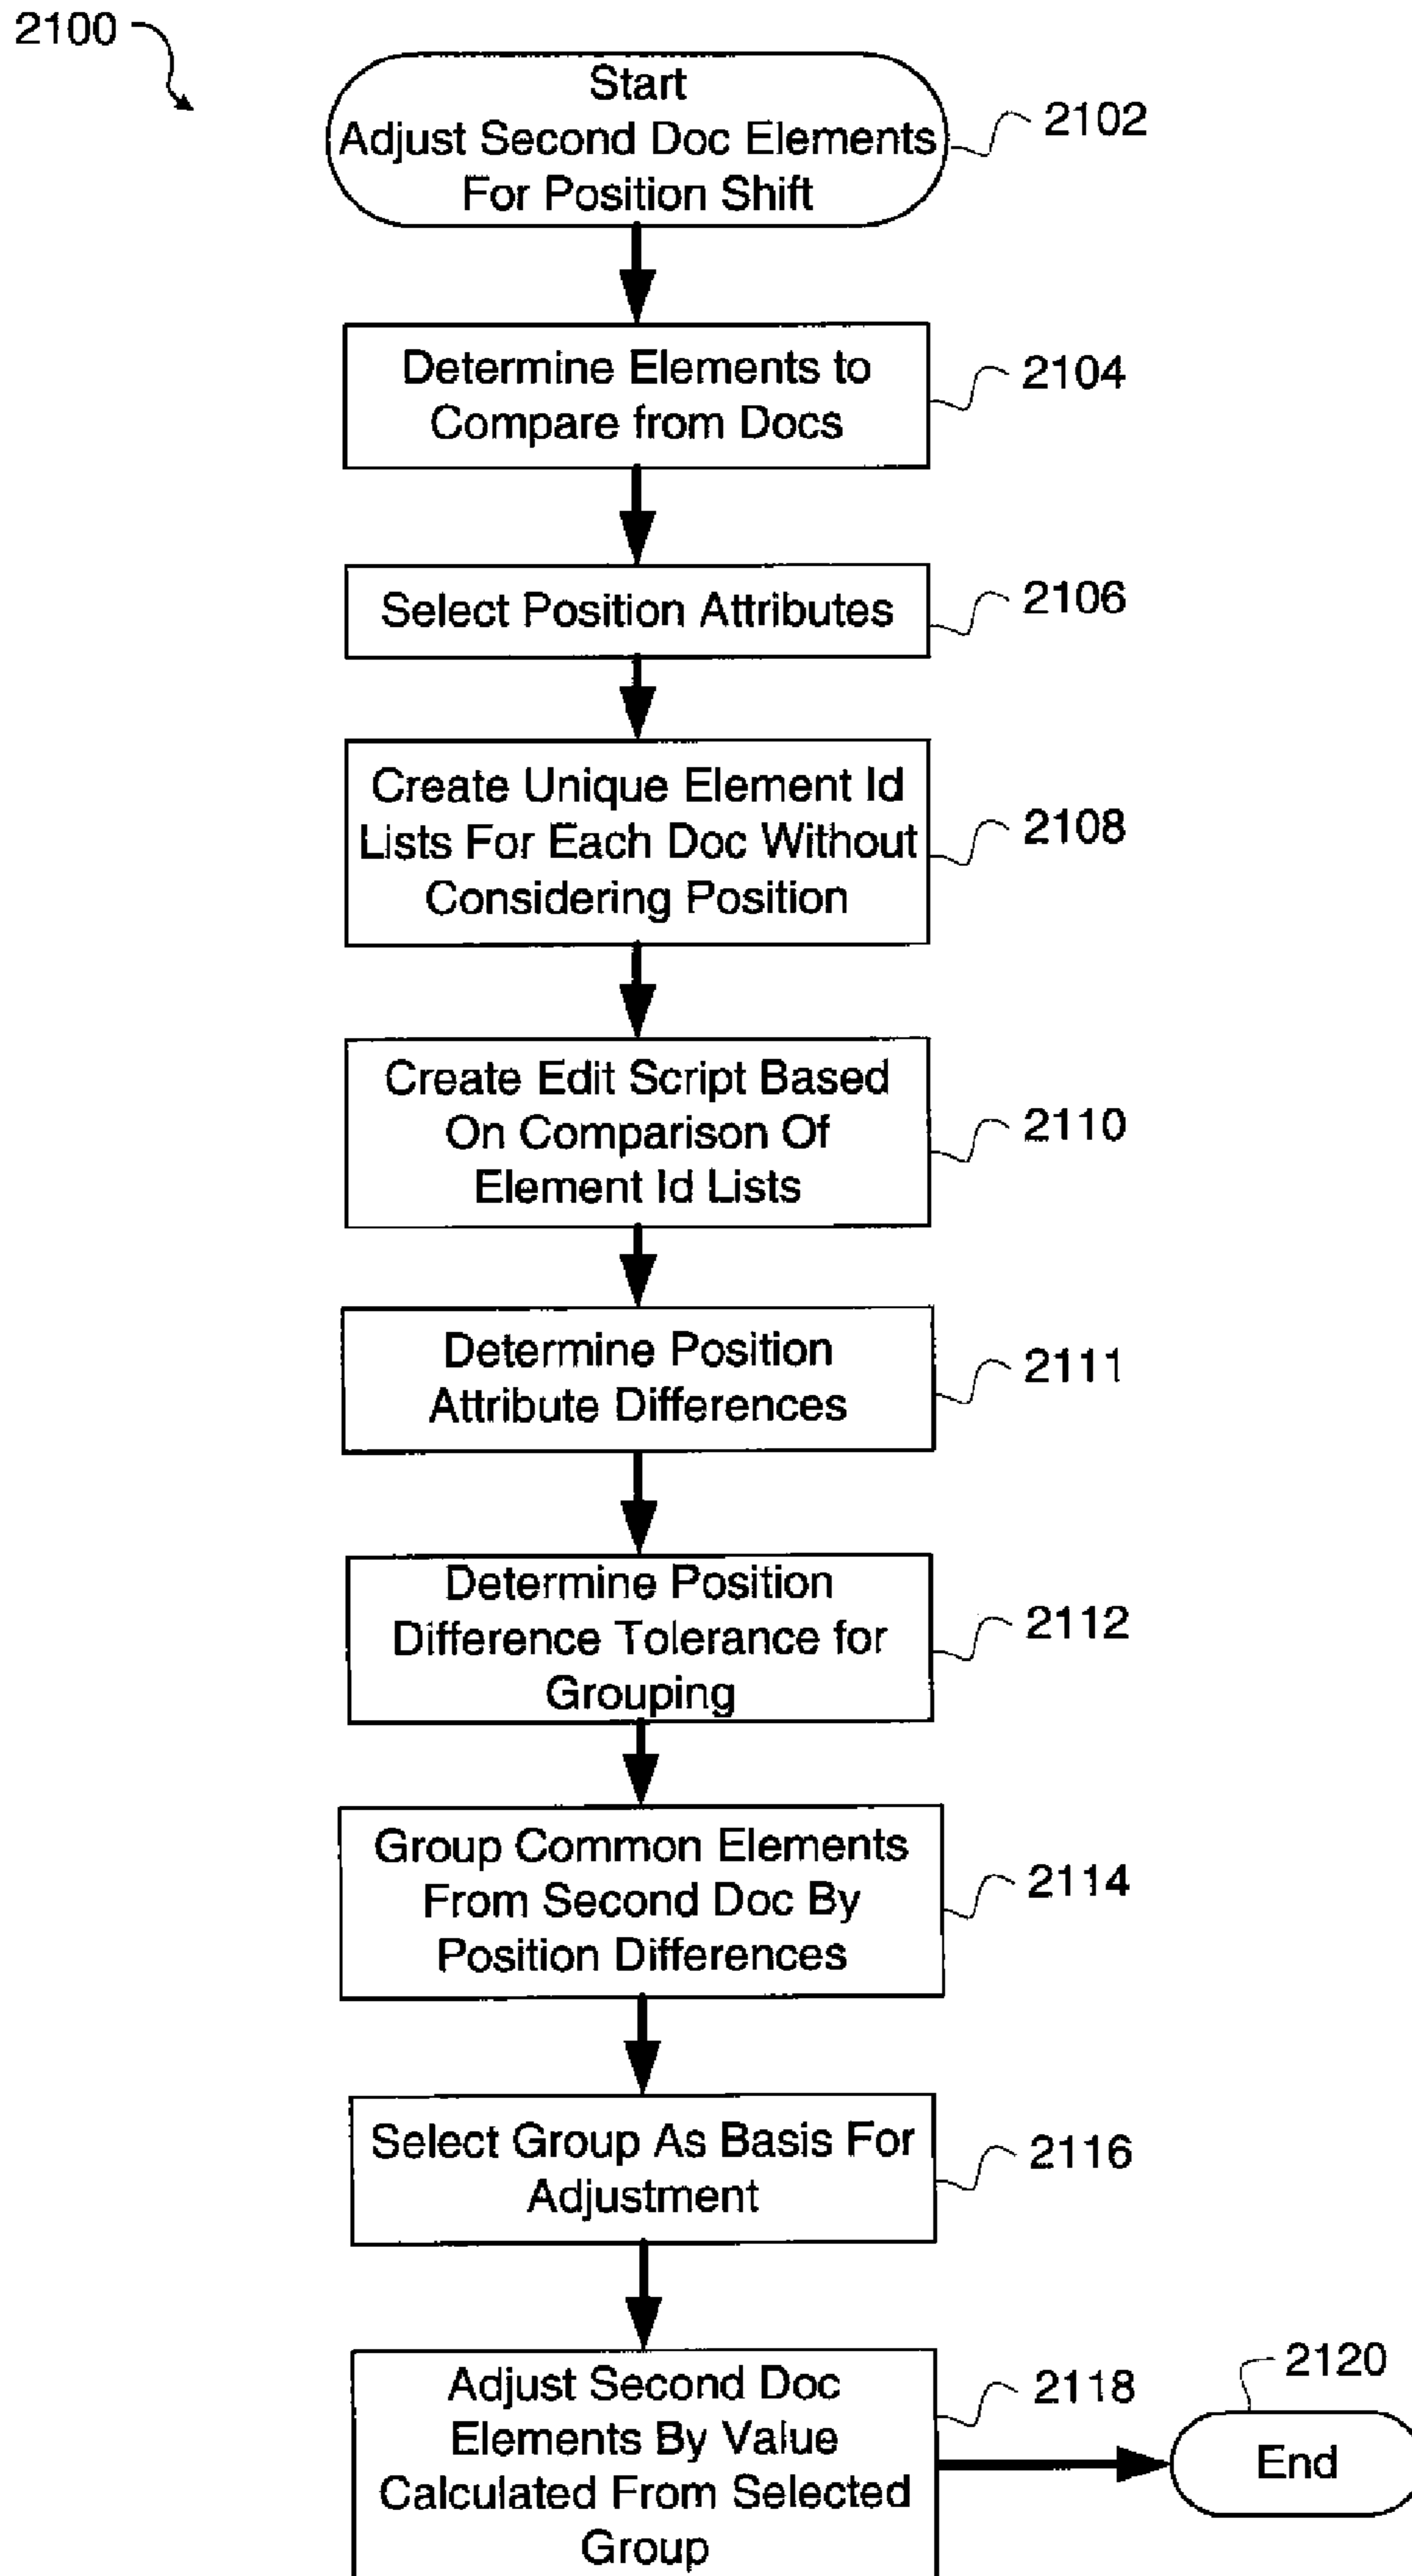 2100
Start
Adjust Second Doc Elements
For Position Shift
2102
Determine Elements to
Compare from Docs
2104
Select Position Attributes
2106
Create Unique Element Id
Lists For Each Doc Without
Considering Position
2108
Create Edit Script Based
On Comparison Of
Element Id Lists
2110
Determine Position
Attribute Differences
2111
Determine Position
Difference Tolerance for
Grouping
2112
Group Common Elements
From Second Doc By
Position Differences
2114
Select Group As Basis For
Adjustment
2116
Adjust Second Doc
Elements By Value
Calculated From Selected
Group
2118
2120
End